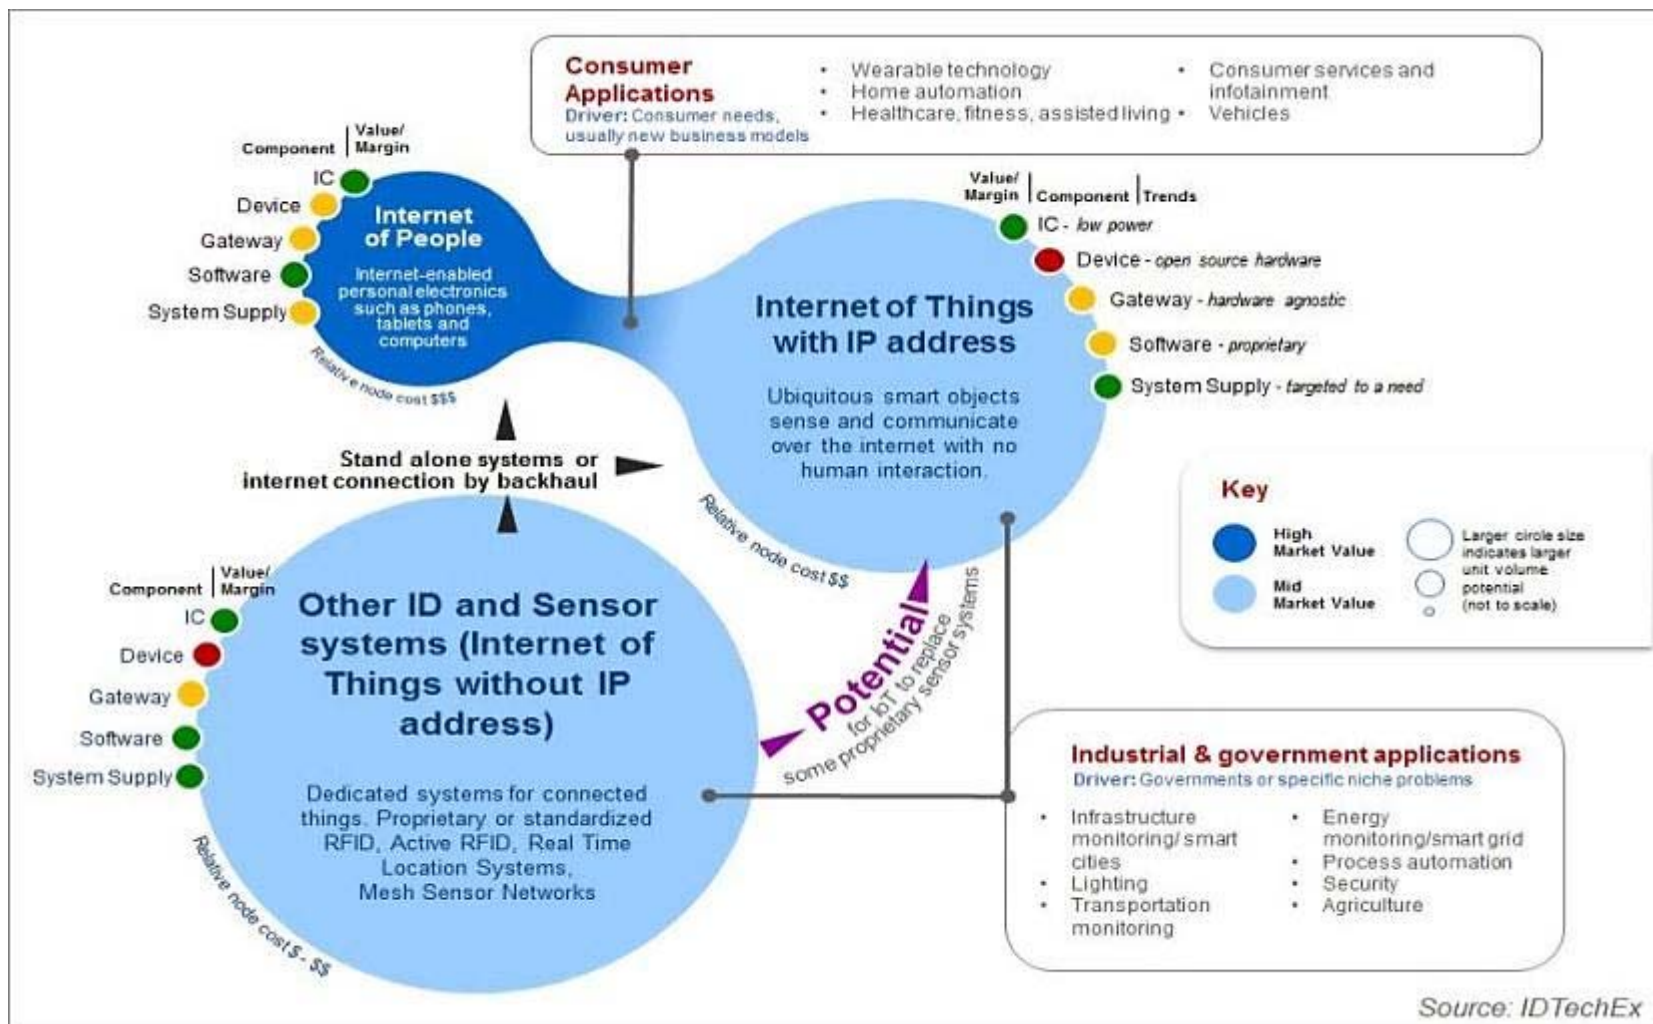 Consumer
Applications
Driver: Consumer needs,
usually new business models
• Wearable technology
• Home automation
• Healthcare, fitness, assisted living
• Consumer services and
infotainment
• Vehicles
Component | Value/
Margin
IC
Device
Gateway
Software
System Supply
Internet
of People
Internet-enabled
personal electronics
such as phones,
tablets and
computers
Relative node cost $$$
Value/
Margin | Component | Trends
IC - low power
Device - open source hardware
Gateway - hardware agnostic
Software - proprietary
System Supply - targeted to a need
Internet of Things
with IP address
Ubiquitous smart objects
sense and communicate
over the internet with no
human interaction.
Relative node cost $$
Stand alone systems or
internet connection by backhaul
Key
High
Market Value
Mid
Market Value
Larger circle size
indicates larger
unit volume
potential
(not to scale)
Component | Value/
Margin
IC
Device
Gateway
Software
System Supply
Other ID and Sensor
systems (Internet of
Things without IP
address)
Dedicated systems for connected
things. Proprietary or standardized
RFID, Active RFID, Real Time
Location Systems,
Mesh Sensor Networks
Relative node cost $ - $$
Potential
for IoT to replace
some proprietary sensor systems
Industrial & government applications
Driver: Governments or specific niche problems
• Infrastructure
monitoring/ smart
cities
• Lighting
• Transportation
monitoring
• Energy
monitoring/smart grid
• Process automation
• Security
• Agriculture
Source: IDTechEx